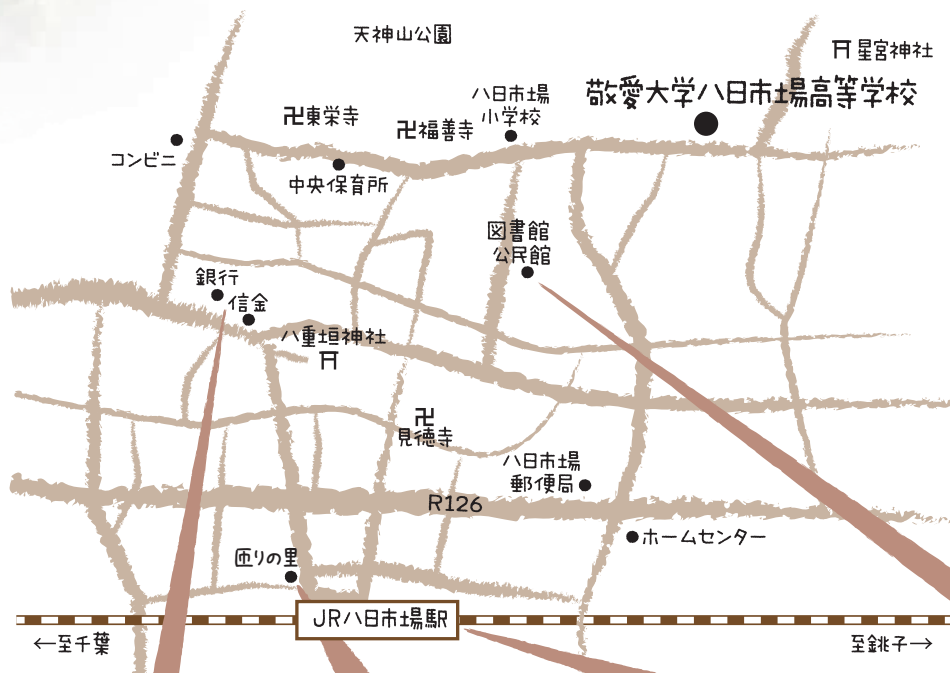 天神山公園
星宮神社
敬愛大学八日市場高等学校
八日市場
小学校
卍東栄寺
卍福善寺
コンビニ
中央保育所
図書館
公民館
銀行
信金
八重垣神社
卍
見徳寺
八日市場
郵便局
R126
ホームセンター
匝りの里
JR八日市場駅
←至千葉
至銚子→